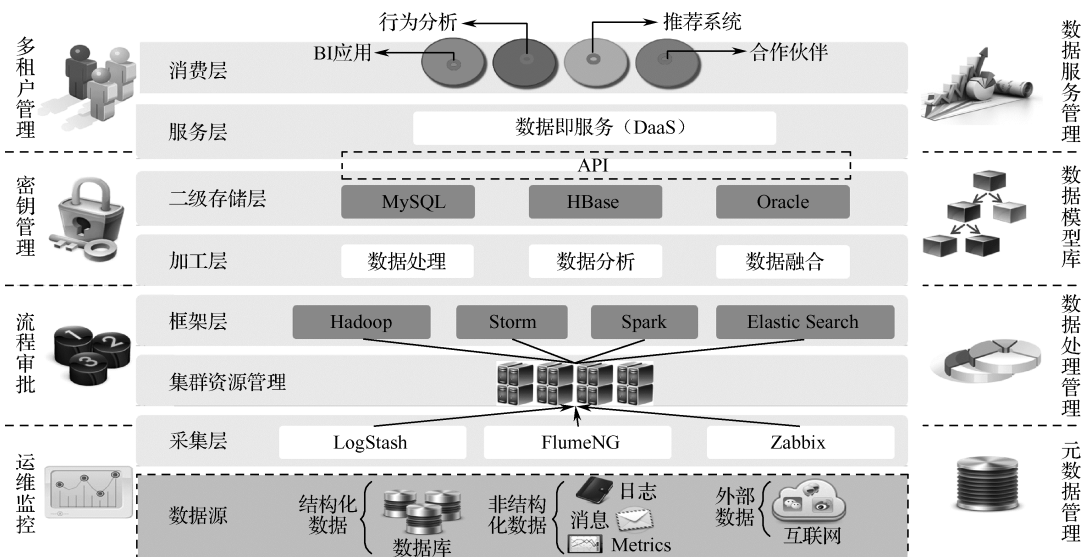 多租户管理
密钥管理
流程审批
运维监控
行为分析
推荐系统
BI应用
合作伙伴
消费层
服务层
数据即服务（DaaS）
API
二级存储层
MySQL
HBase
Oracle
加工层
数据处理
数据分析
数据融合
框架层
Hadoop
Storm
Spark
Elastic Search
集群资源管理
采集层
LogStash
FlumeNG
Zabbix
数据源
结构化
数据
数据库
非结构
化数据
日志
消息
Metrics
外部
数据
互联网
数据服务管理
数据模型库
数据处理管理
元数据管理
1
2
3